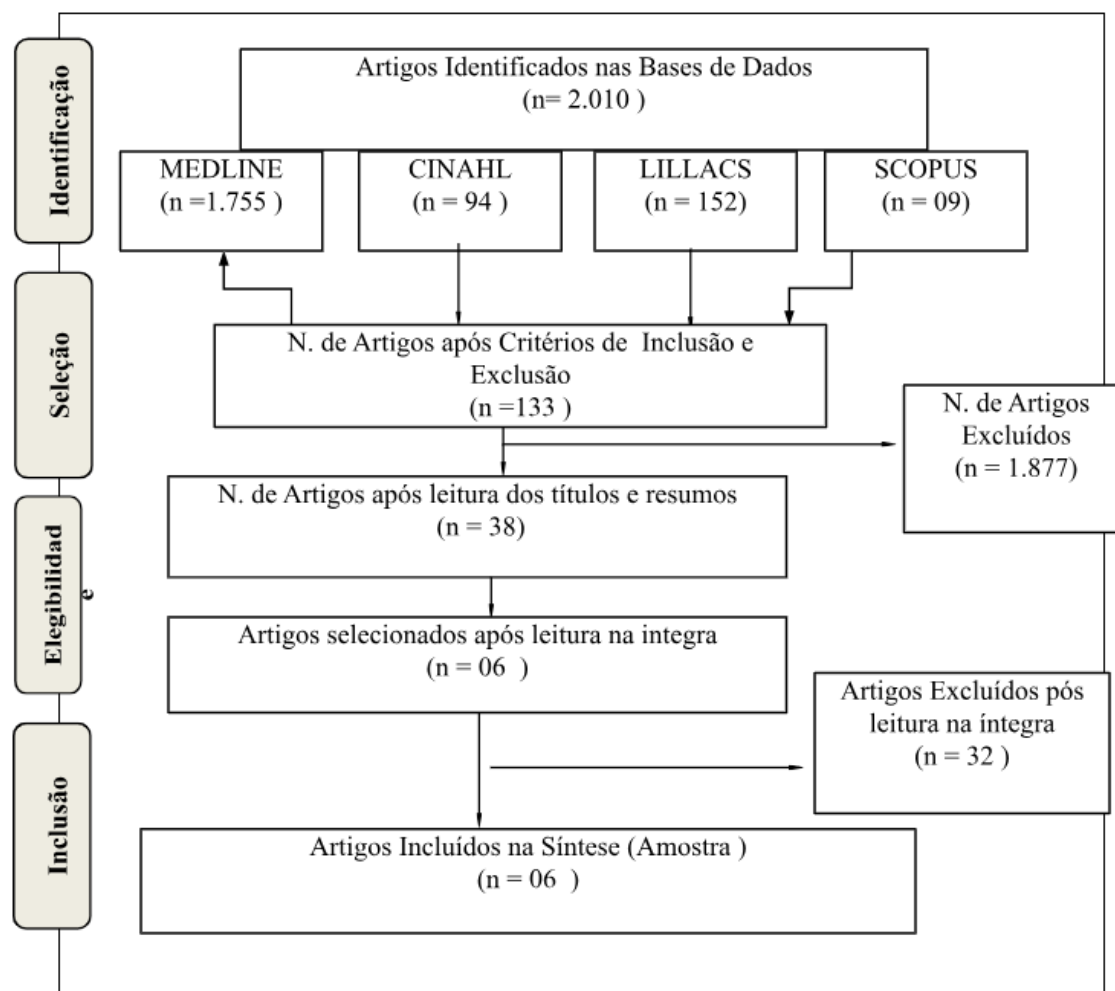 Identificação
Artigos Identificados nas Bases de Dados
(n= 2.010 )
MEDLINE
(n =1.755 )
CINAHL
(n = 94 )
LILLACS
(n = 152)
SCOPUS
(n = 09)
Seleção
N. de Artigos após Critérios de Inclusão e
Exclusão
(n =133 )
N. de Artigos
Excluídos
(n = 1.877)
Elegibilidad
e
N. de Artigos após leitura dos títulos e resumos
(n = 38)
Artigos selecionados após leitura na integra
(n = 06 )
Artigos Excluídos pós
leitura na íntegra
(n = 32 )
Inclusão
Artigos Incluídos na Síntese (Amostra )
(n = 06 )